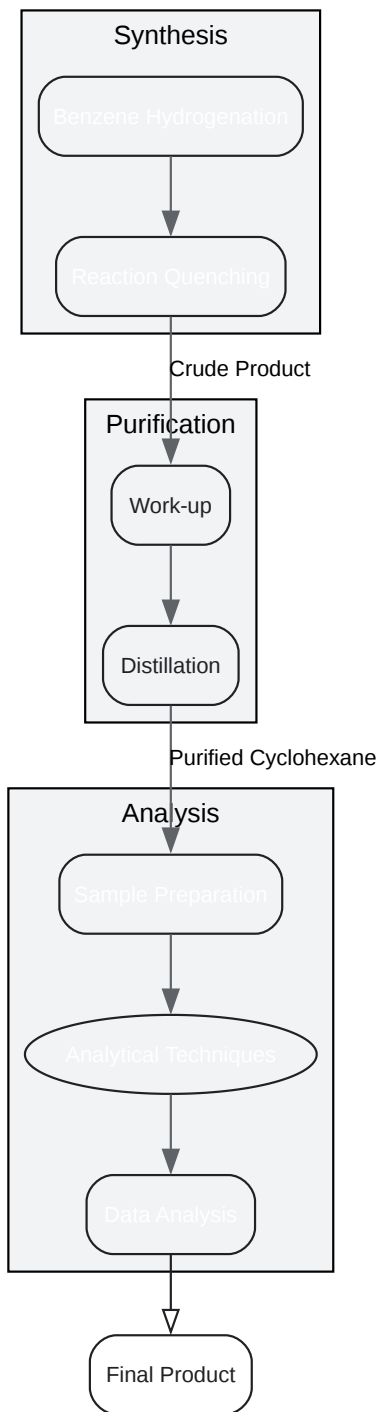 Synthesis
Benzene Hydrogenation
Reaction Quenching
Crude Product
Purification
Work-up
Distillation
Purified Cyclohexane
Analysis
Sample Preparation
Analytical Techniques
Data Analysis
Final Product